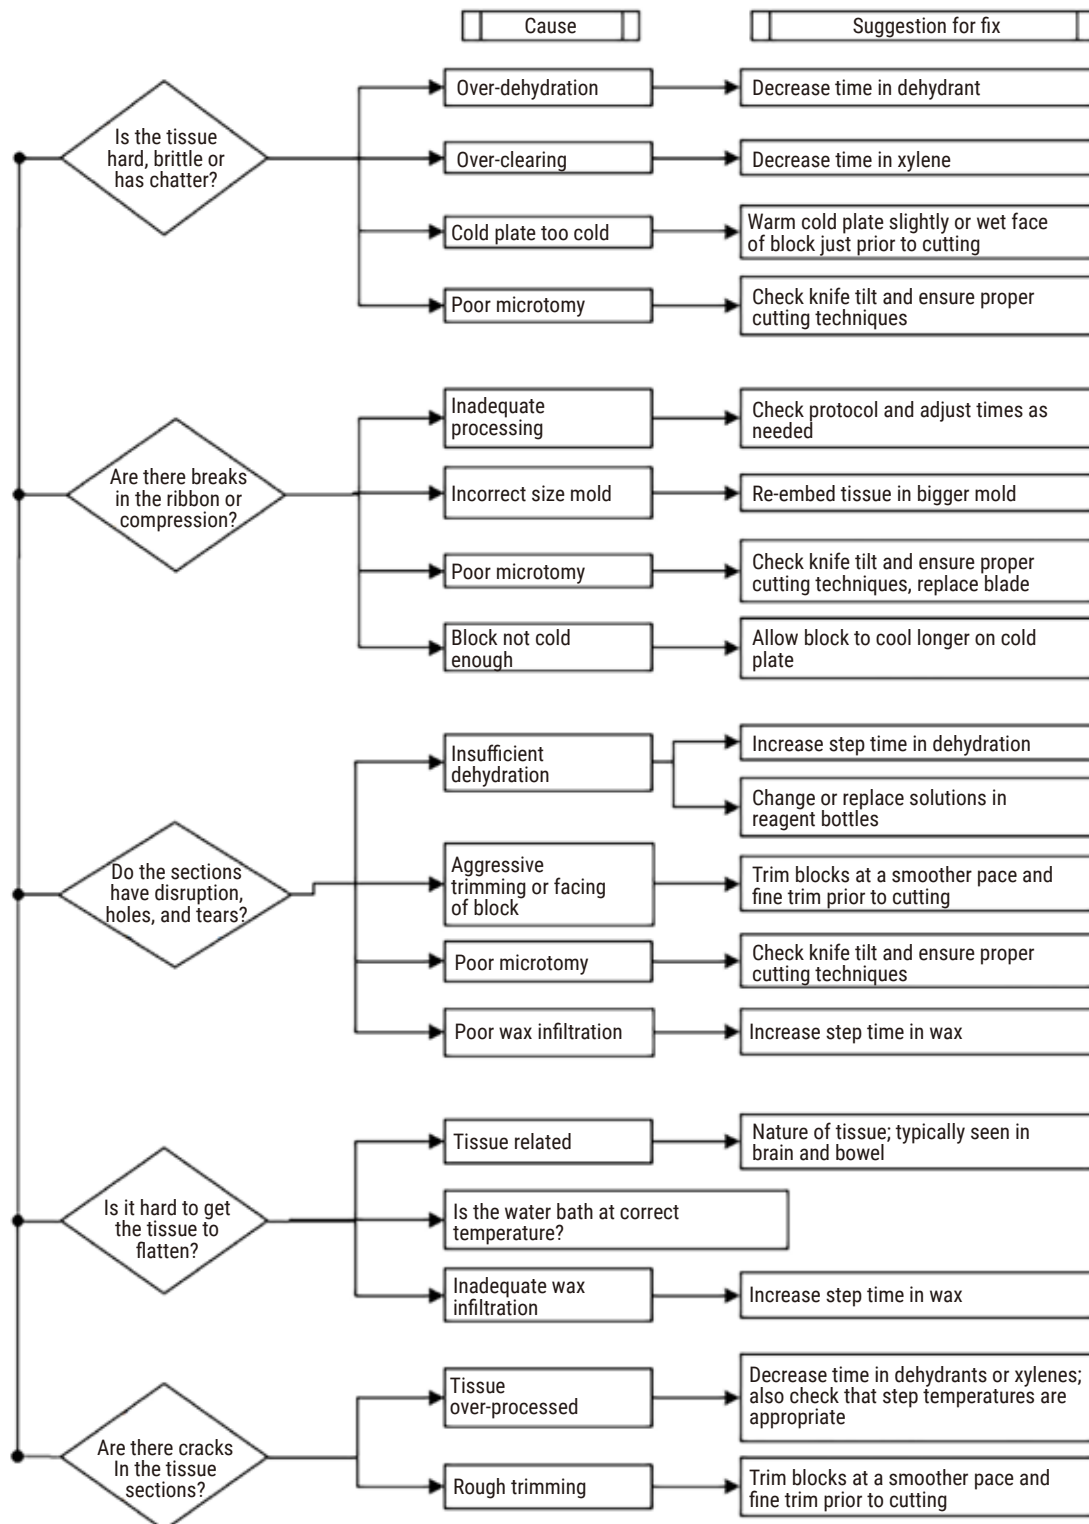 Cause
Suggestion for fix
Is the tissue
hard, brittle or
has chatter?
Over-dehydration
Decrease time in dehydrant
Over-clearing
Decrease time in xylene
Cold plate too cold
Warm cold plate slightly or wet face
of block just prior to cutting
Poor microtomy
Check knife tilt and ensure proper
cutting techniques
Are there breaks
in the ribbon or
compression?
Inadequate
processing
Check protocol and adjust times as
needed
Incorrect size mold
Re-embed tissue in bigger mold
Poor microtomy
Check knife tilt and ensure proper
cutting techniques, replace blade
Block not cold
enough
Allow block to cool longer on cold
plate
Do the sections
have disruption,
holes, and tears?
Insufficient
dehydration
Increase step time in dehydration
Change or replace solutions in
reagent bottles
Aggressive
trimming or facing
of block
Trim blocks at a smoother pace and
fine trim prior to cutting
Poor microtomy
Check knife tilt and ensure proper
cutting techniques
Poor wax infiltration
Increase step time in wax
Is it hard to get
the tissue to
flatten?
Tissue related
Nature of tissue; typically seen in
brain and bowel
Is the water bath at correct
temperature?
Inadequate wax
infiltration
Increase step time in wax
Are there cracks
In the tissue
sections?
Tissue
over-processed
Decrease time in dehydrants or xylenes;
also check that step temperatures are
appropriate
Rough trimming
Trim blocks at a smoother pace and
fine trim prior to cutting